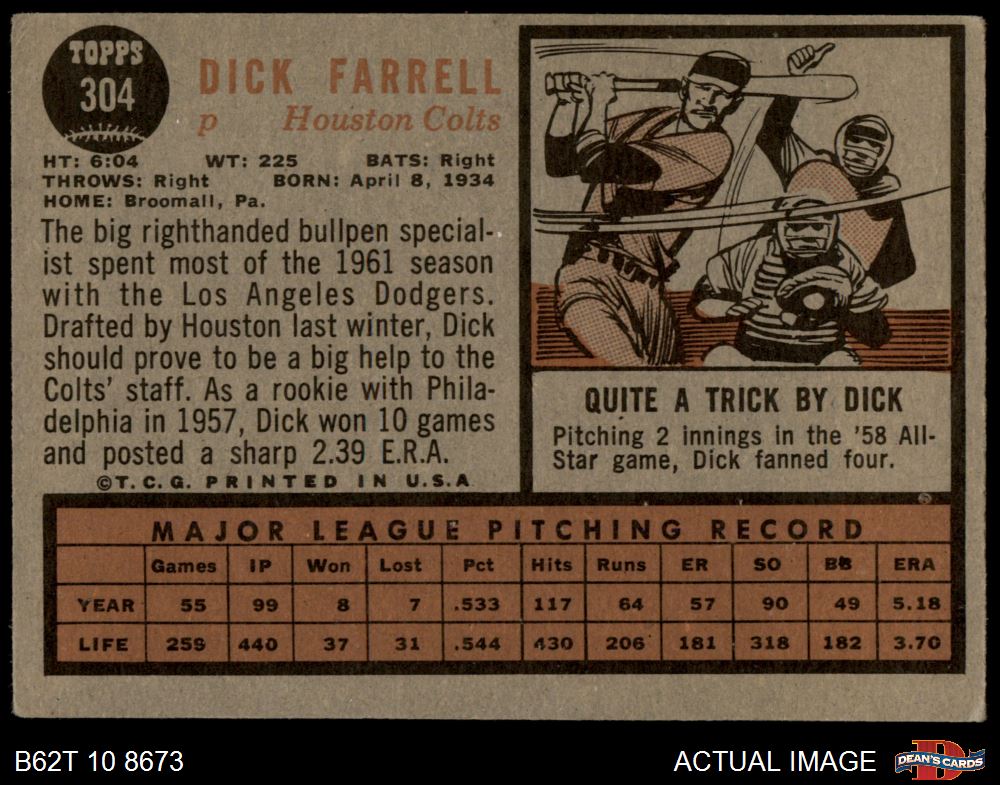 TOPPS
304
DICK FARRELL
p Houston Colts
HT: 6:04 WT: 225 BATS: Right
THROWS: Right BORN: April 8, 1934
HOME: Broomall, Pa.
The big righthanded bullpen special-
ist spent most of the 1961 season
with the Los Angeles Dodgers.
Drafted by Houston last winter, Dick
should prove to be a big help to the
Colts' staff. As a rookie with Phila-
delphia in 1957, Dick won 10 games
and posted a sharp 2.39 E.R.A.
©T.C.G. PRINTED IN U.S.A
QUITE A TRICK BY DICK
Pitching 2 innings in the '58 All-
Star game, Dick fanned four.
MAJOR LEAGUE PITCHING RECORD
Games IP Won Lost Pct Hits Runs ER SO BB ERA
YEAR 55 99 8 7 .533 117 64 57 90 49 5.18
LIFE 259 440 37 31 .544 430 206 181 318 182 3.70
B62T 10 8673
ACTUAL IMAGE
D
DEAN'S CARDS